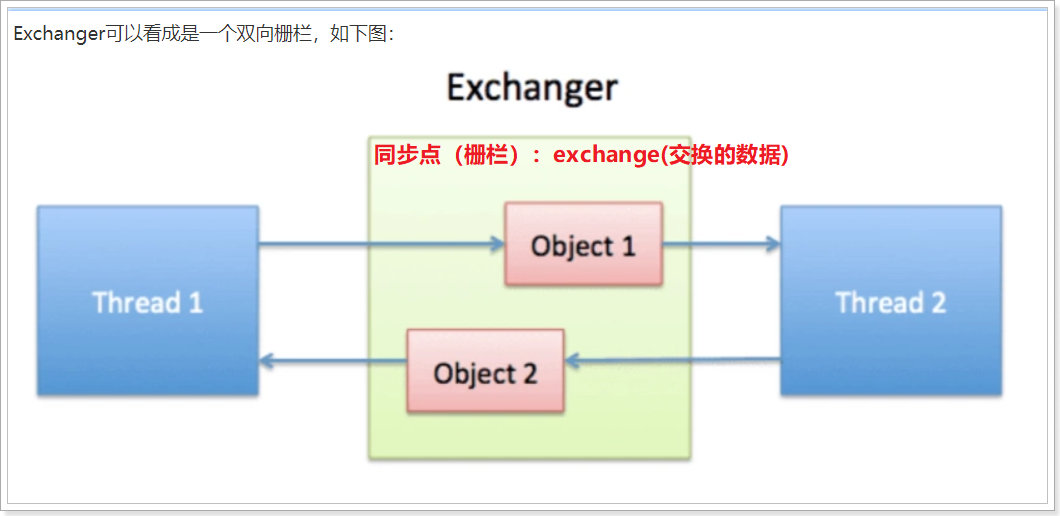 Exchanger可以看成是一个双向栅栏，如下图：
Exchanger
同步点（栅栏）：exchange(交换的数据)
Object 1
Thread 1
Thread 2
Object 2